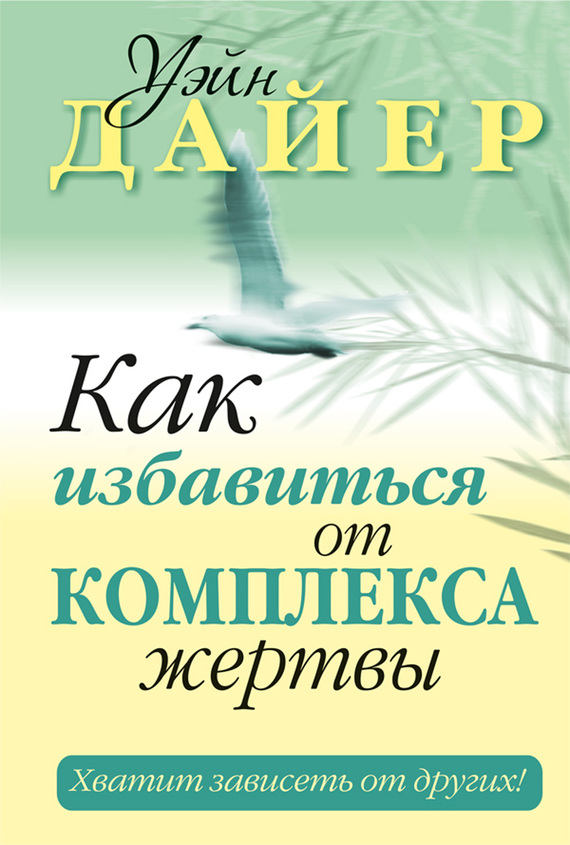 Уэйн
ДАЙЕР
Как
избавиться
от
КОМПЛЕКСА
жертвы
Хватит зависеть от других!